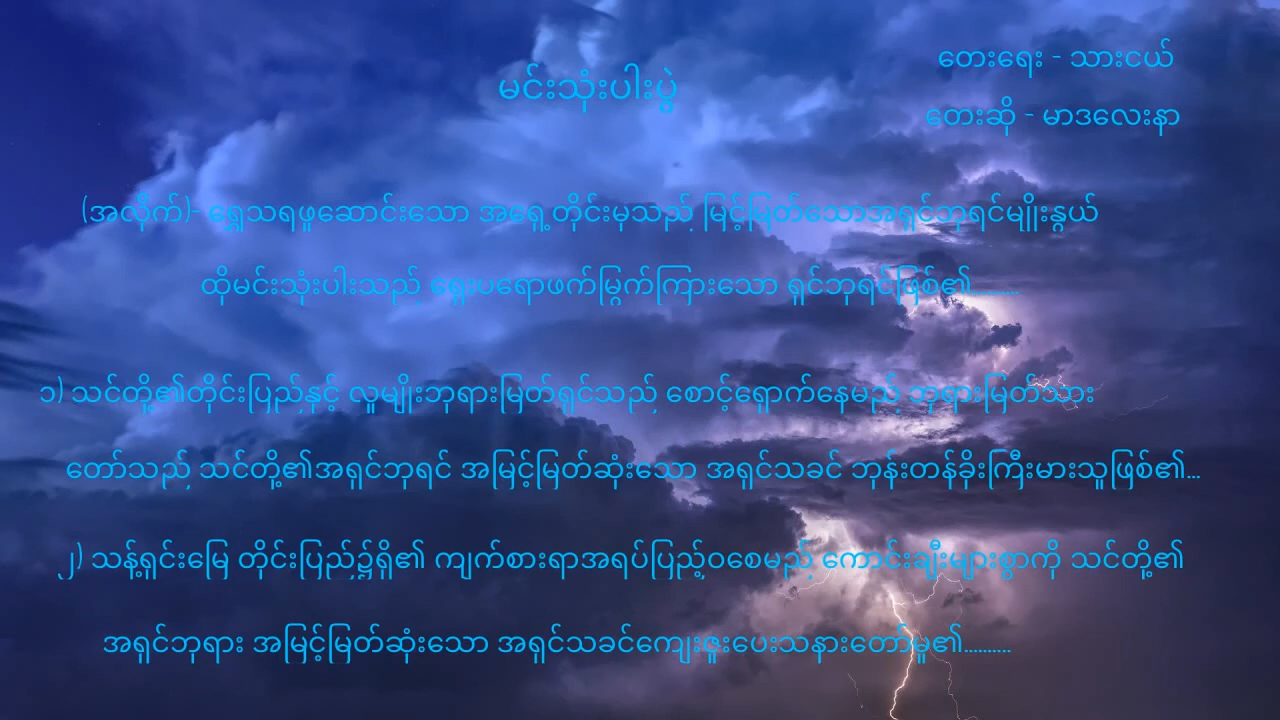 မင်းသုံးပါးပွဲ
တေးရေး - သားငယ်
တေးဆို - မာဒလေးနာ
(အလိုက်)- ရွှေသရဖူဆောင်းသော အရှေ့တိုင်းမှသည် မြင့်မြတ်သောအရှင်ဘုရင်မျိုးနွယ်
ထိုမင်းသုံးပါးသည် ရှေးပရောဖက်မြွက်ကြားသော ရှင်ဘုရင်ဖြစ်၏..........
၁) သင်တို့၏တိုင်းပြည်နှင့် လူမျိုးဘုရားမြတ်ရှင်သည် စောင့်ရှောက်နေမည် ဘုရားမြတ်သား
တော်သည် သင်တို့၏အရှင်ဘုရင် အမြင့်မြတ်ဆုံးသော အရှင်သခင် ဘုန်းတန်ခိုးကြီးမားသူဖြစ်၏...
၂) သန့်ရှင်းမြေ တိုင်းပြည်၌ရှိ၏ ကျက်စားရာအရပ်ပြည့်ဝစေမည် ကောင်းချီးများစွာကို သင်တို့၏
အရှင်ဘုရား အမြင့်မြတ်ဆုံးသော အရှင်သခင်ကျေးဇူးပေးသနားတော်မူ၏..........